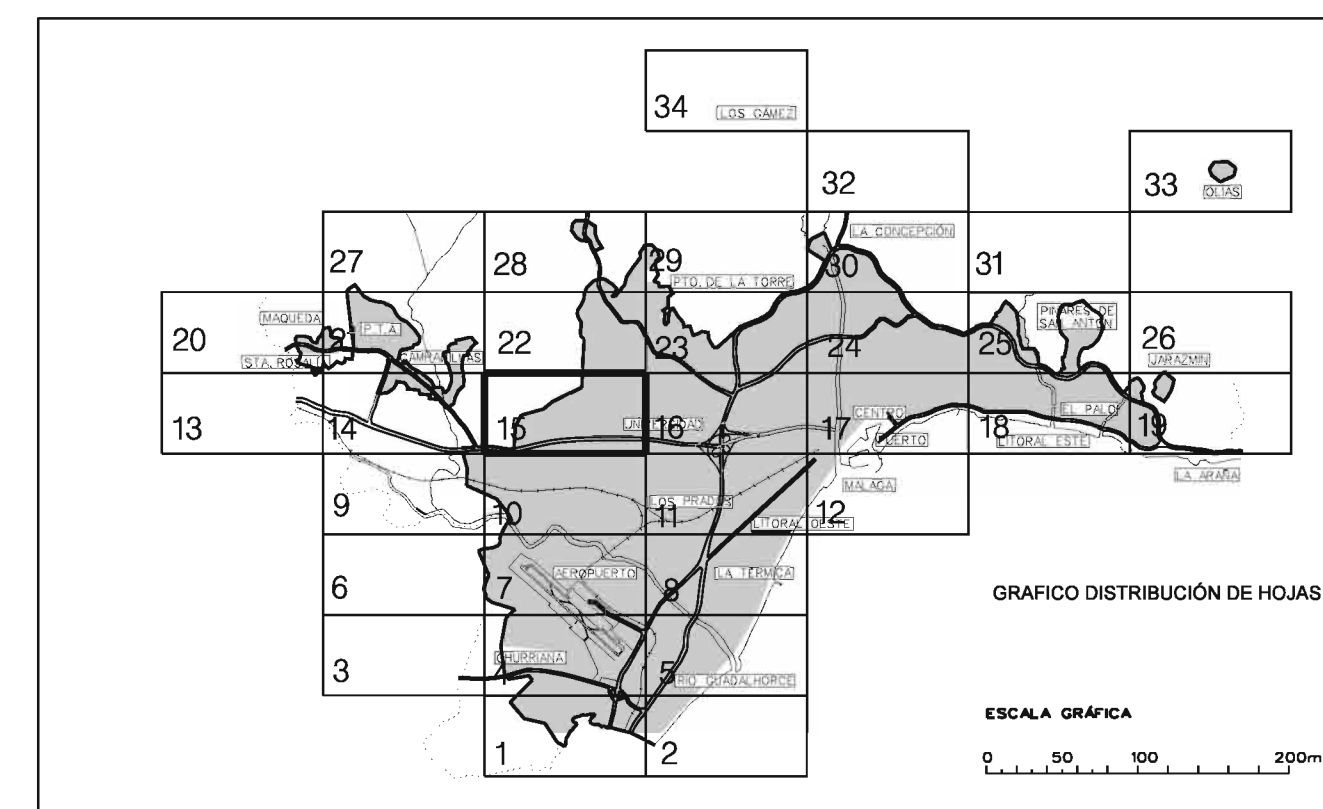 34 LOS GÁMEZ
32
33 OLIAS
LA CONCEPCIÓN
27
28
29
PTO. DE LA TORRE
30
31
MAQUEDA
P.T.A.
PINARES DE
SAN ANTON
20
STA. ROSALIA
22
23
24
25
26
JARAZMIN
13
14
15
UNIVERSIDAD
16
CENTRO
PUERTO
17
EL PALO
18
LITORAL ESTE
19
LA ARAÑA
MALAGA
9
10
LOS PRADOS
11
LITORAL OESTE
12
6
7
AEROPUERTO
8
LA TÉRMICA
GRAFICO DISTRIBUCIÓN DE HOJAS
3
CHURRIANA
5
RIO GUADALHORCE
1
2
ESCALA GRÁFICA
0 50 100 200m